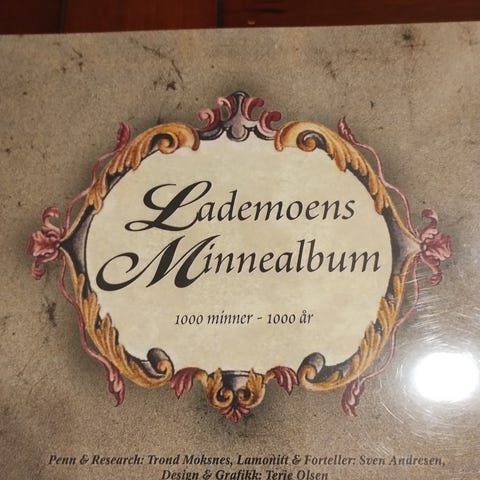 Lademoens
Minnealbum
1000 minner - 1000 år
Penn & Research: Trond Moksnes, Lamonitt & Forteller: Sven Andresen,
Design & Grafikk: Terje Olsen